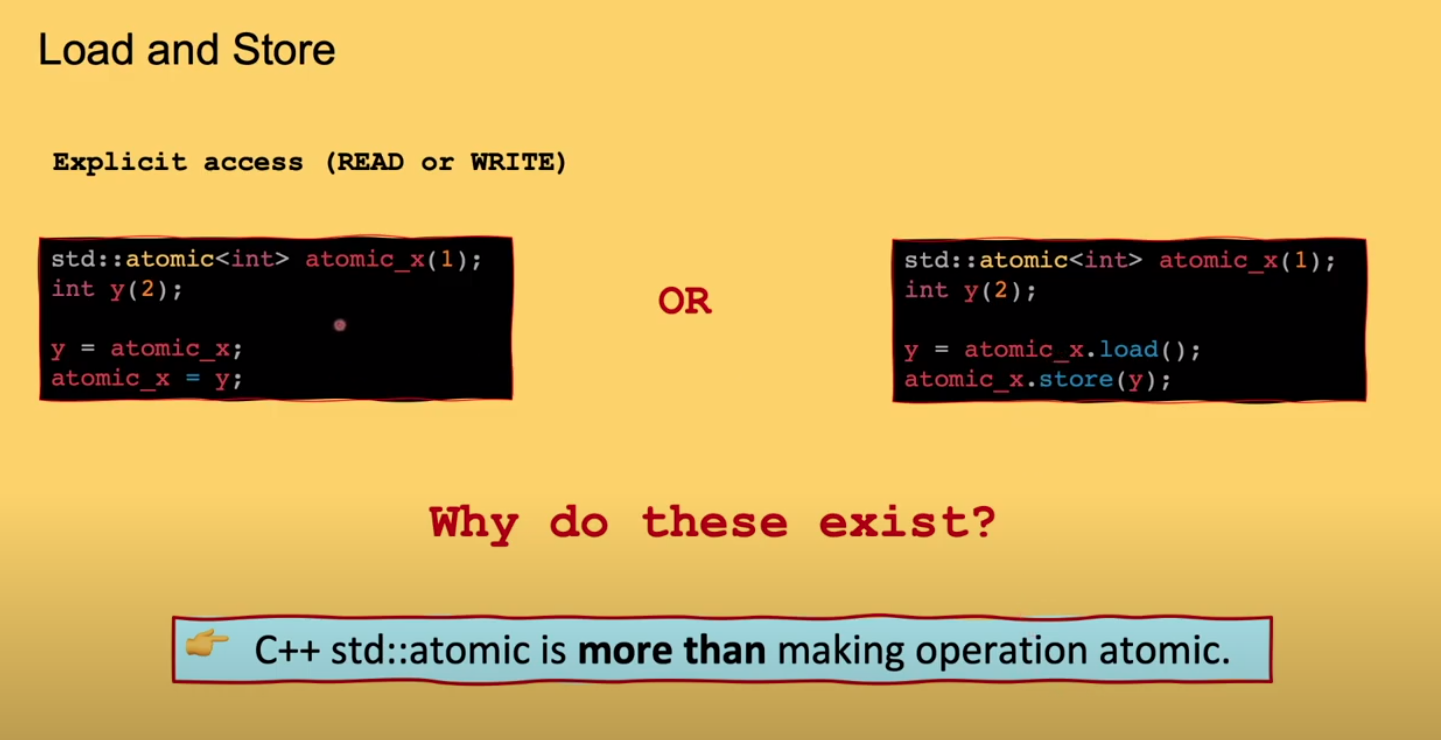 Load and Store
Explicit access (READ or WRITE)
std::atomic<int> atomic_x(1);
int y(2);
y = atomic_x;
atomic_x = y;
OR
std::atomic<int> atomic_x(1);
int y(2);
y = atomic_x.load();
atomic_x.store(y);
Why do these exist?
👉 C++ std::atomic is more than making operation atomic.